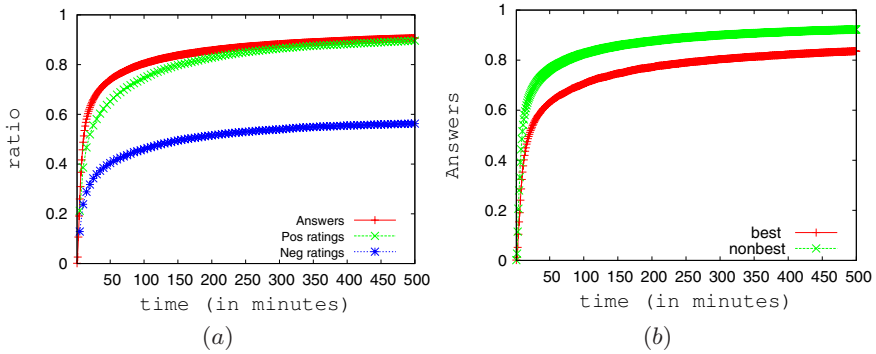 1
0.8
0.6
0.4
0.2
0
ratio
50 100 150 200 250 300 350 400 450 500
time (in minutes)
Answers
Pos ratings
Neg ratings
(a)
1
0.8
0.6
0.4
0.2
0
Answers
50 100 150 200 250 300 350 400 450 500
time (in minutes)
best
nonbest
(b)